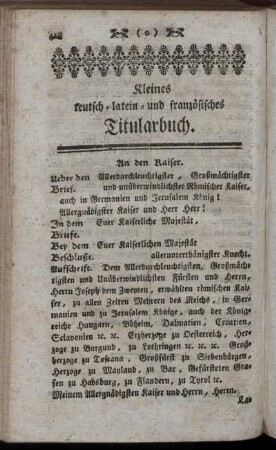 ( o )
Kleines
teutsch-latein-und französisches
Titularbuch.
An den Kaiser.
Ueber den Allerdurchleuchtigster, Großmächtigster
Brief. und unüberwindlichster Römischer Kaiser,
auch in Germanien und Jerusalem König!
Allergnädigster Kaiser und Herr Herr!
In dem Euer Kaiserliche Majestät,
Briefe.
Bey dem Euer Kaiserlichen Majestät
Beschluße. allerunterthänigster Knecht.
Aufschrift. Dem Allerdurchleuchtigsten, Großmäch-
tigsten und Unüberwindlichsten Fürsten und Herrn,
Herrn Joseph dem Zweyten, erwählten römischen Kai-
ser, zu allen Zeiten Mehrern des Reichs, in Ger-
manien und zu Jerusalem Könige, auch der König-
reiche Hungarn, Böheim, Dalmatien, Croatien,
Sclavonien ꝛc. ꝛc. Erzherzoge zu Oesterreich, Her-
zoge zu Burgund, zu Lothringen ꝛc. ꝛc. Groß-
herzoge zu Toscana, Großfürst zu Siebenbürgen,
Herzoge zu Mayland, zu Bar, Gefürsteten Gra-
fen zu Habsburg, zu Flandern, zu Tyrol ꝛc.
Meinem Allergnädigsten Kaiser und Herrn, Herrn.